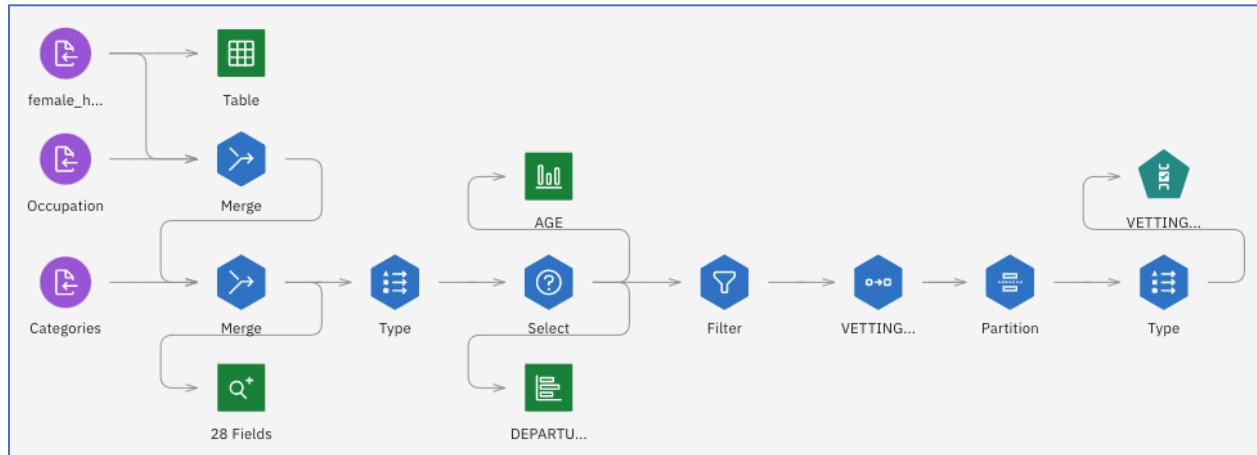 female_h...
Table
Occupation
Merge
AGE
VETTING...
Categories
Merge
Type
Select
Filter
VETTING...
Partition
Type
28 Fields
DEPARTU...